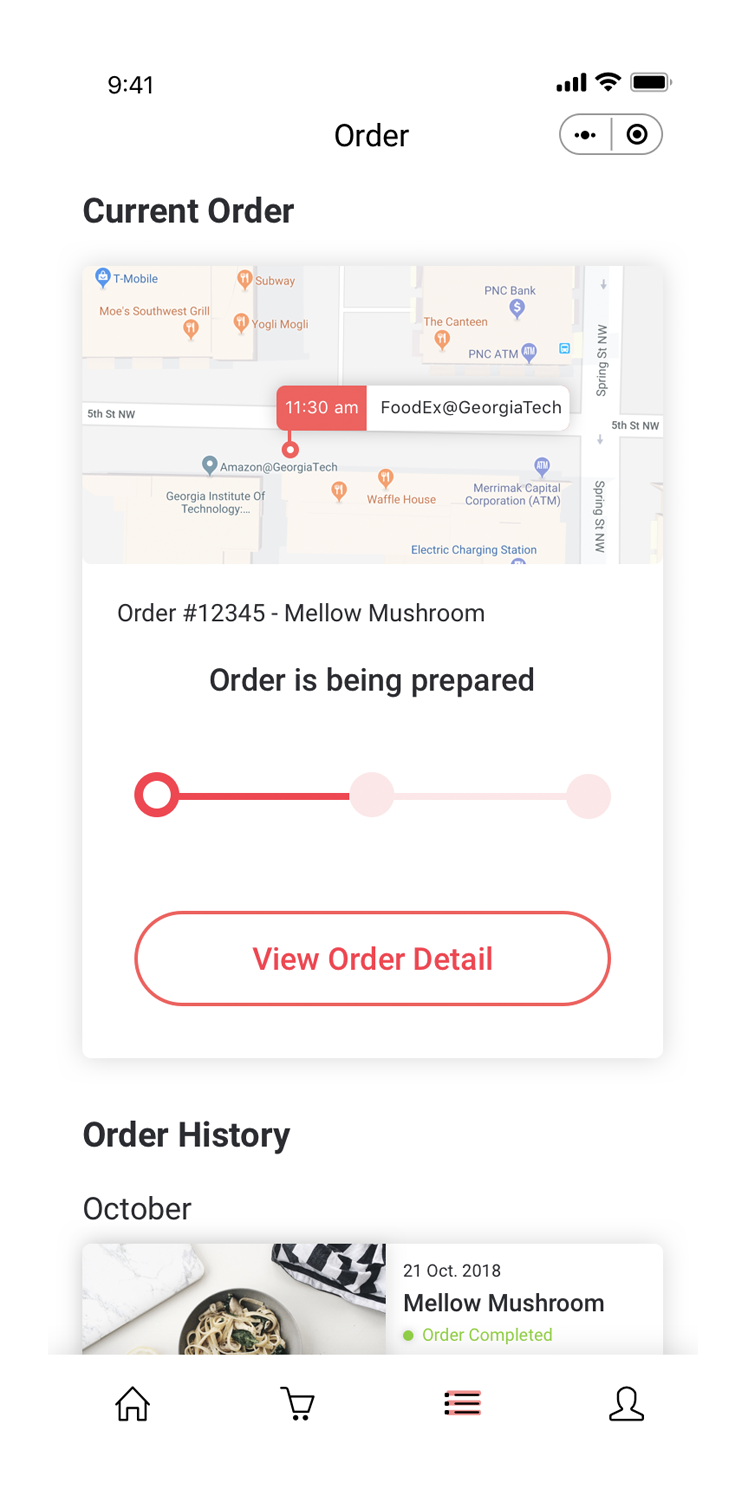 9:41
Order
Current Order
T-Mobile
Subway
Moe's Southwest Grill
Yogli Mogli
PNC Bank
The Canteen
PNC ATM
ATM
Spring St NW
11:30 am FoodEx@GeorgiaTech
5th St NW
5th St NW
Amazon@GeorgiaTech
ATM
Georgia Institute Of
Technology:...
Waffle House
Merrimak Capital
Corporation (ATM)
Spring St NW
Electric Charging Station
Order #12345 - Mellow Mushroom
Order is being prepared
View Order Detail
Order History
October
21 Oct. 2018
Mellow Mushroom
Order Completed